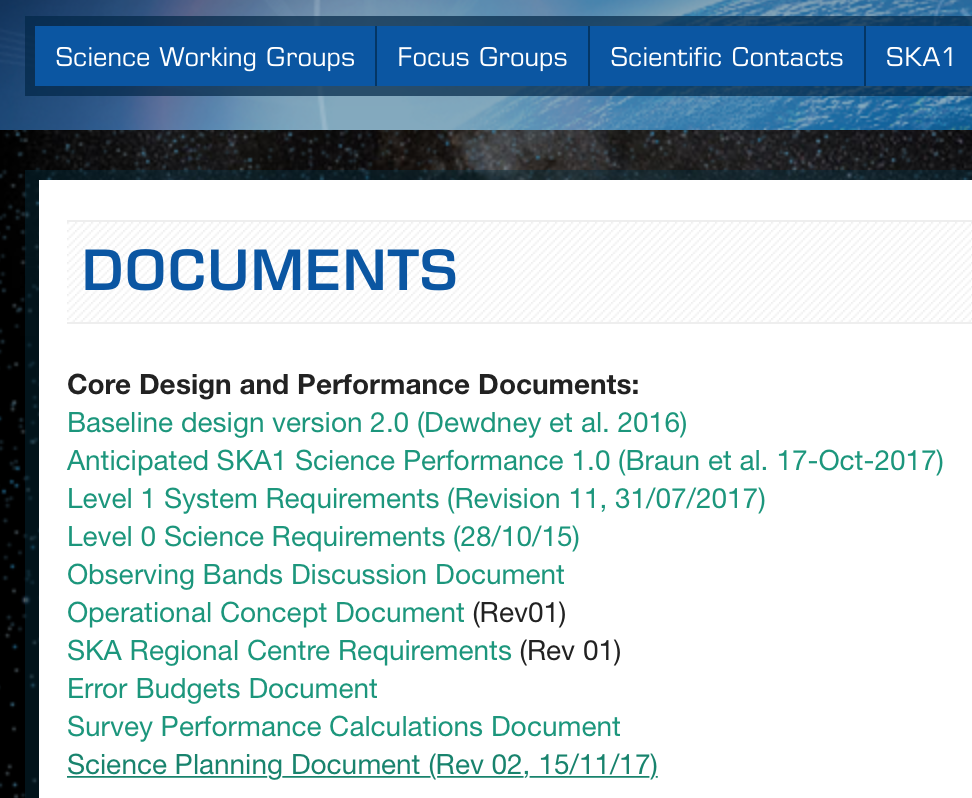 Science Working Groups Focus Groups Scientific Contacts SKA1
DOCUMENTS
Core Design and Performance Documents:
Baseline design version 2.0 (Dewdney et al. 2016)
Anticipated SKA1 Science Performance 1.0 (Braun et al. 17-Oct-2017)
Level 1 System Requirements (Revision 11, 31/07/2017)
Level 0 Science Requirements (28/10/15)
Observing Bands Discussion Document
Operational Concept Document (Rev01)
SKA Regional Centre Requirements (Rev 01)
Error Budgets Document
Survey Performance Calculations Document
Science Planning Document (Rev 02, 15/11/17)